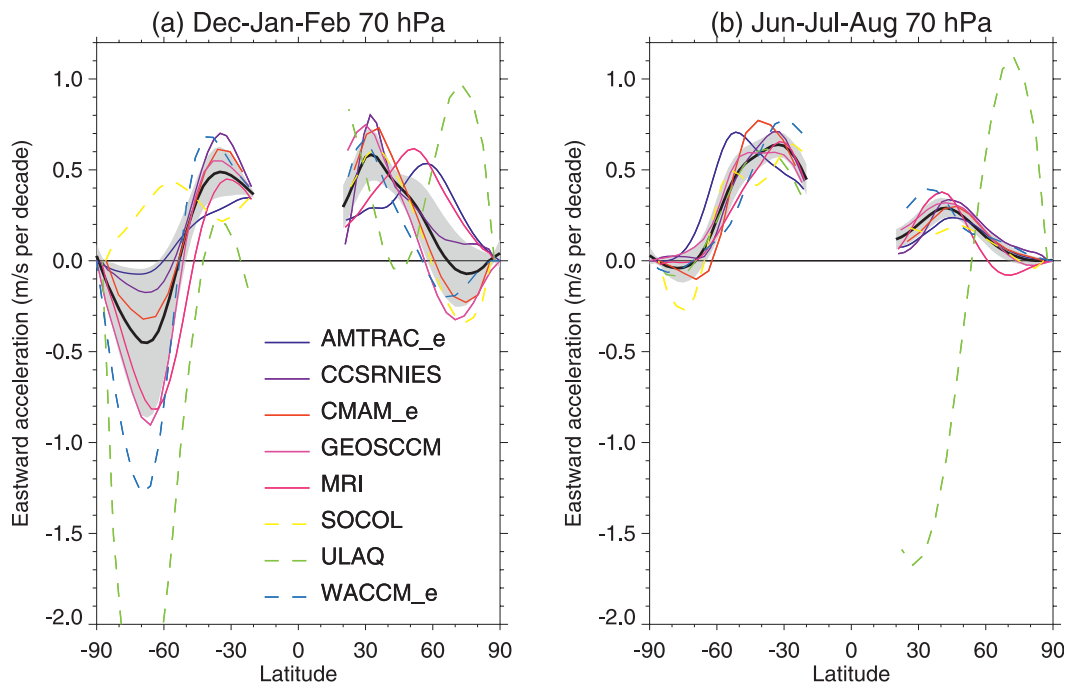 (a) Dec-Jan-Feb 70 hPa
Eastward acceleration (m/s per decade)
1.0
0.5
0.0
-0.5
-1.0
-1.5
-2.0
AMTRAC_e
CCSRNIES
CMAM_e
GEOSCCM
MRI
SOCOL
ULAQ
WACCM_e
-90 -60 -30 0 30 60 90
Latitude
(b) Jun-Jul-Aug 70 hPa
Eastward acceleration (m/s per decade)
1.0
0.5
0.0
-0.5
-1.0
-1.5
-2.0
-90 -60 -30 0 30 60 90
Latitude